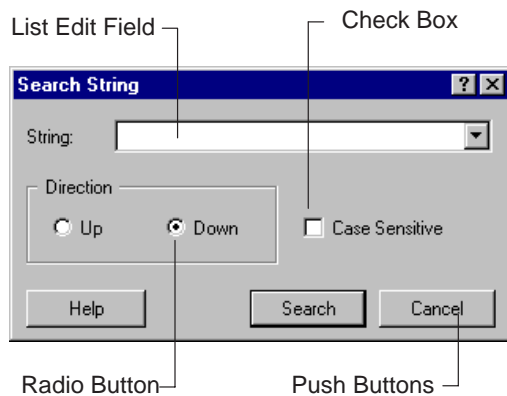 List Edit Field
Check Box
Search String
String:
Direction
Up
Down
Case Sensitive
Help
Search
Cancel
Radio Button
Push Buttons